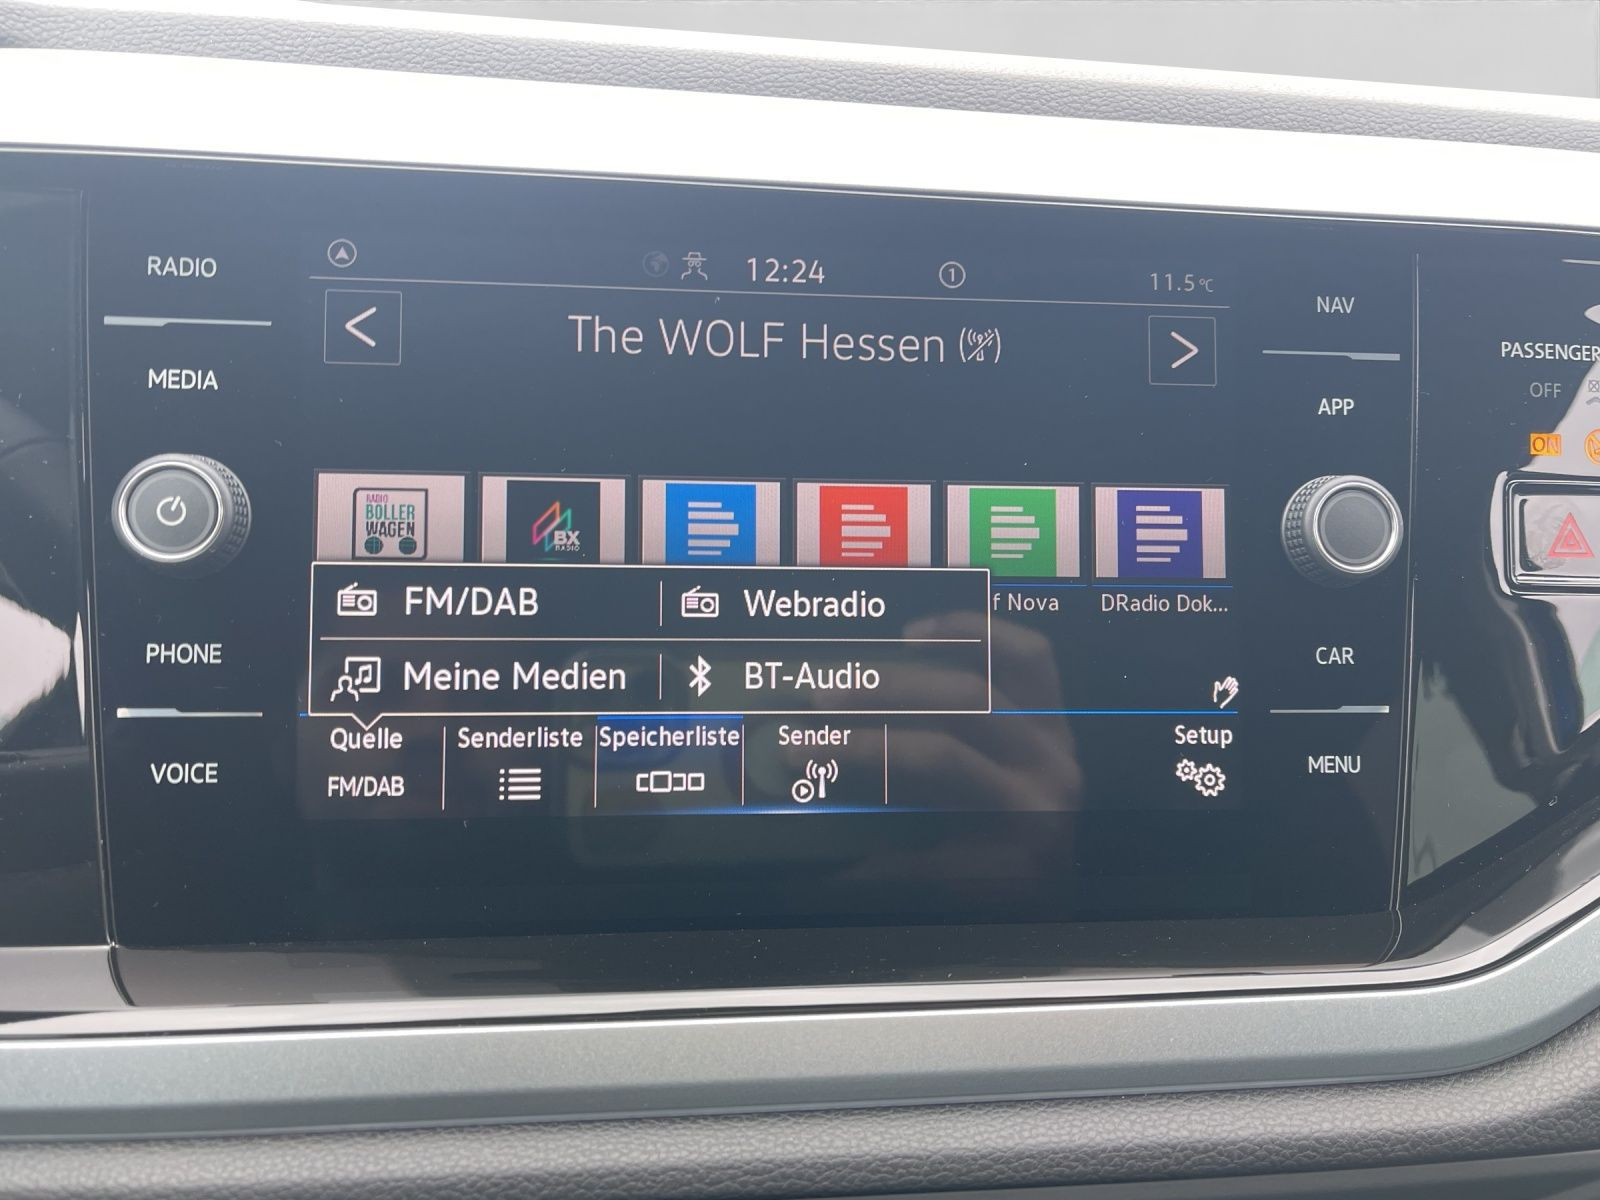 RADIO
MEDIA
PHONE
VOICE
12:24
1
11.5°C
The WOLF Hessen
RADIO
BOLLER
WAGEN
BX
RADIO
f Nova
DRadio Dok...
FM/DAB
Webradio
Meine Medien
BT-Audio
Quelle
FM/DAB
Senderliste
Speicherliste
Sender
Setup
NAV
APP
CAR
MENU
PASSENGER
OFF
ON